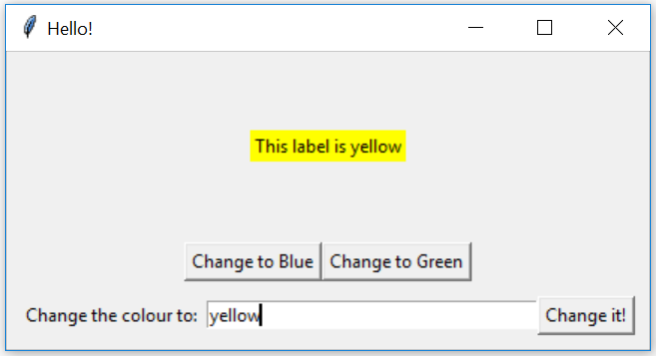 Hello!
This label is yellow
Change to Blue Change to Green
Change the colour to: yellow Change it!